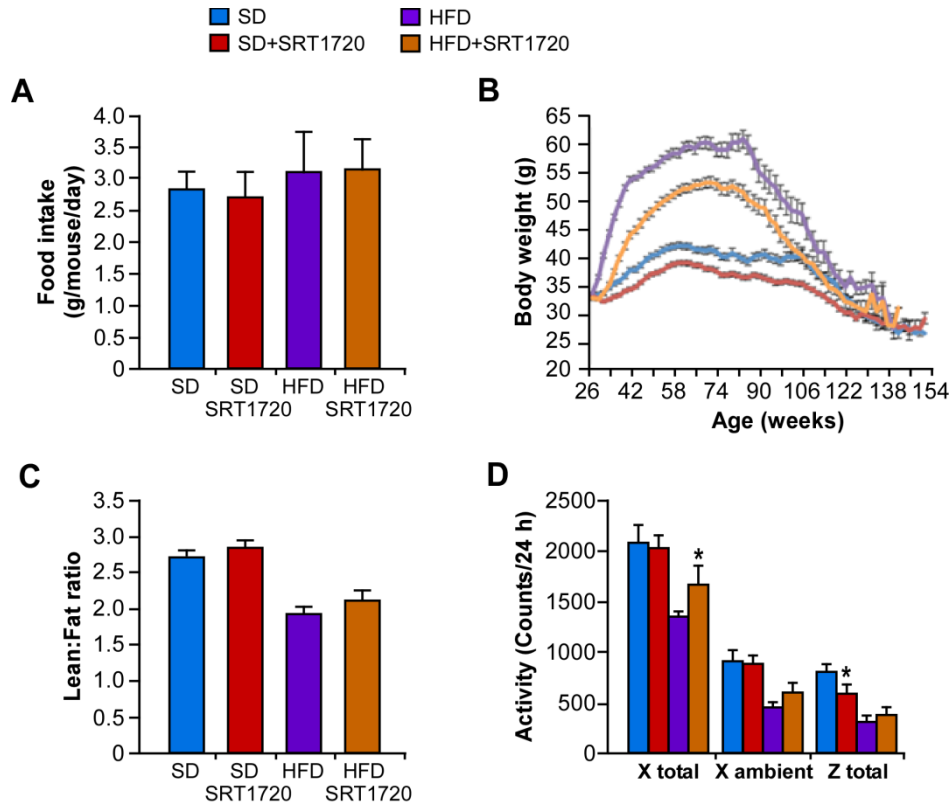 SD
HFD
SD+SRT1720
HFD+SRT1720
A
Food intake
(g/mouse/day)
4.0
3.5
3.0
2.5
2.0
1.5
1.0
0.5
0
SD
SD
HFD
HFD
SRT1720
SRT1720
B
Body weight (g)
65
60
55
50
45
40
35
30
25
20
26
42
58
74
90
106
122
138
154
Age (weeks)
C
Lean:Fat ratio
3.5
3.0
2.5
2.0
1.5
1.0
0.5
0
SD
SD
HFD
HFD
SRT1720
SRT1720
D
Activity (Counts/24 h)
2500
2000
1500
1000
500
0
*
*
X total
X ambient
Z total